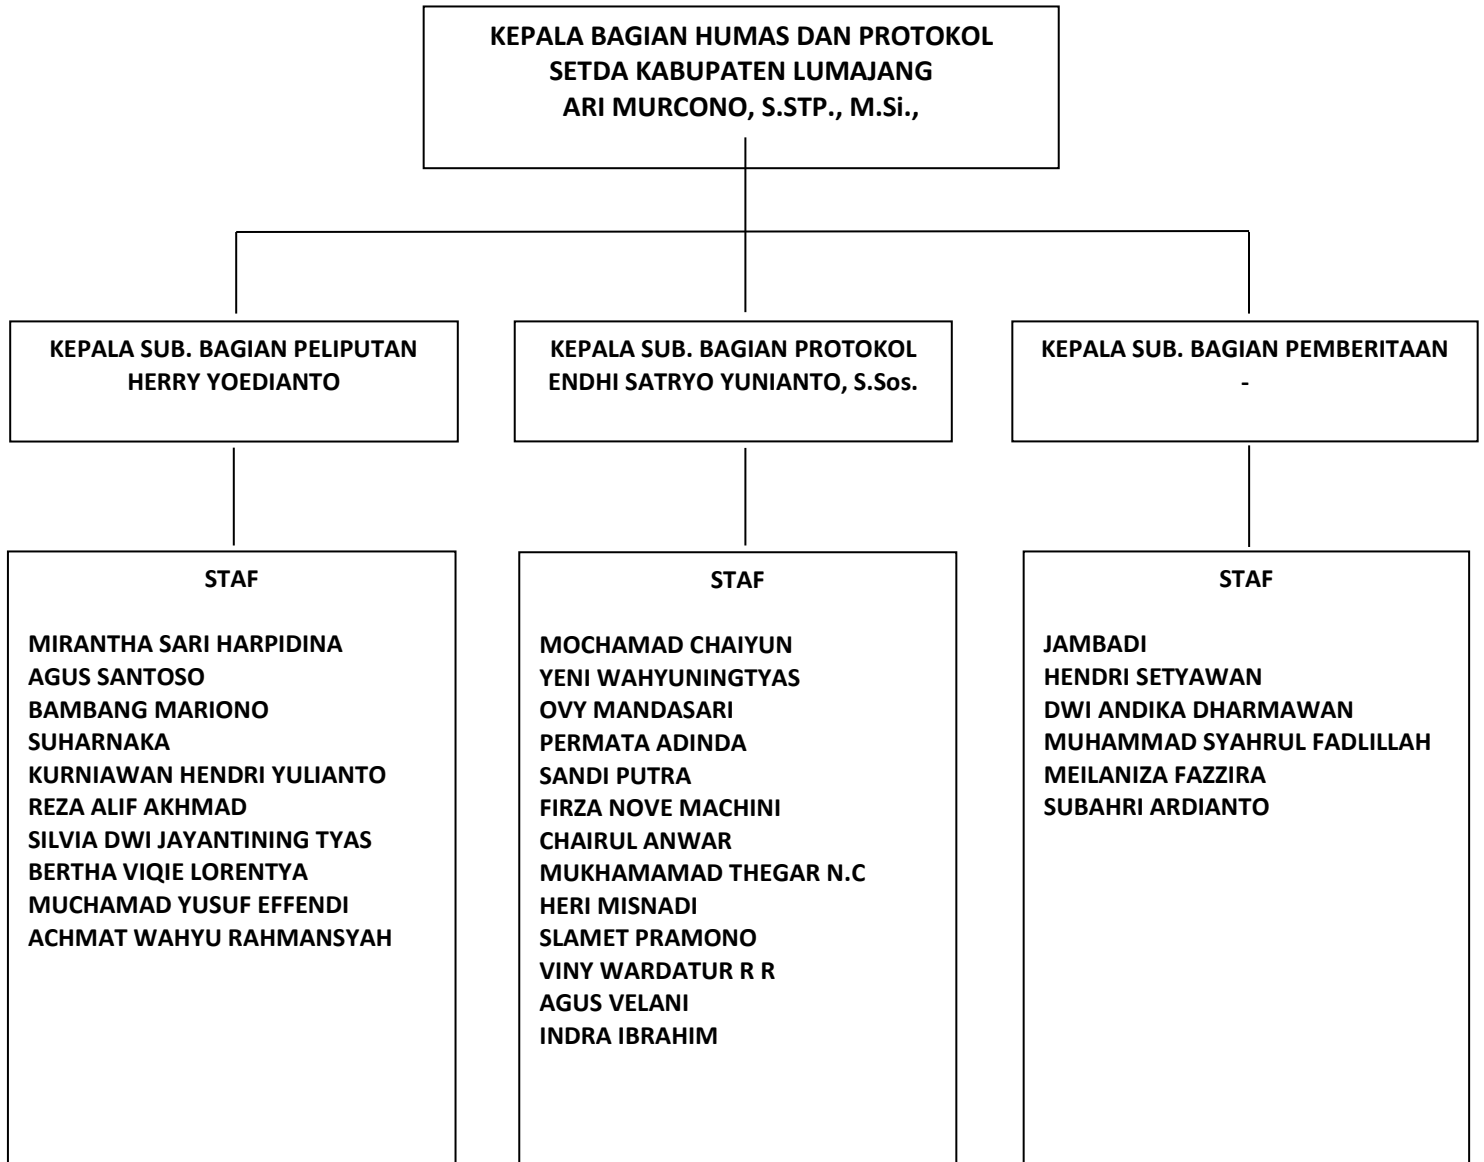 KEPALA BAGIAN HUMAS DAN PROTOKOL
SETDA KABUPATEN LUMAJANG
ARI MURCONO, S.STP., M.Si.,
KEPALA SUB. BAGIAN PELIPUTAN
HERRY YOEDIANTO
KEPALA SUB. BAGIAN PROTOKOL
ENDHI SATRYO YUNIANTO, S.Sos.
KEPALA SUB. BAGIAN PEMBERITAAN
-
STAF
MIRANTHA SARI HARPIDINA
AGUS SANTOSO
BAMBANG MARIONO
SUHARNAKA
KURNIAWAN HENDRI YULIANTO
REZA ALIF AKHMAD
SILVIA DWI JAYANTINING TYAS
BERTHA VIQIE LORENTYA
MUCHAMAD YUSUF EFFENDI
ACHMAT WAHYU RAHMANSYAH
STAF
MOCHAMAD CHAIYUN
YENI WAHYUNINGTYAS
OVY MANDASARI
PERMATA ADINDA
SANDI PUTRA
FIRZA NOVE MACHINI
CHAIRUL ANWAR
MUKHAMAMAD THEGAR N.C
HERI MISNADI
SLAMET PRAMONO
VINY WARDATUR R R
AGUS VELANI
INDRA IBRAHIM
STAF
JAMBADI
HENDRI SETYAWAN
DWI ANDIKA DHARMAWAN
MUHAMMAD SYAHRUL FADLILLAH
MEILANIZA FAZZIRA
SUBAHRI ARDIANTO